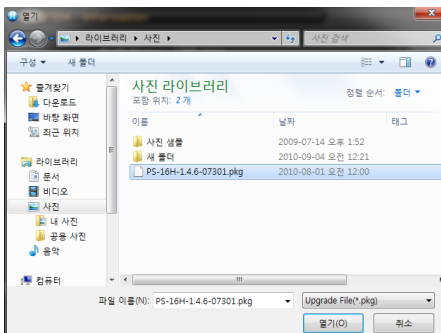 열기
라이브러리 ▸ 사진 ▸
사진 검색
구성 새 폴더
즐겨찾기
다운로드
바탕 화면
최근 위치
라이브러리
문서
비디오
사진
내 사진
공용 사진
음악
컴퓨터
사진 라이브러리
포함 위치: 2 개
정렬 순서: 폴더
이름 날짜 태그
사진 샘플 2009-07-14 오후 1:52
새 폴더 2010-09-04 오전 12:21
PS-16H-1.4.6-07301.pkg 2010-08-01 오전 12:00
파일 이름(N): PS-16H-1.4.6-07301.pkg Upgrade File(*.pkg)
열기(O) 취소